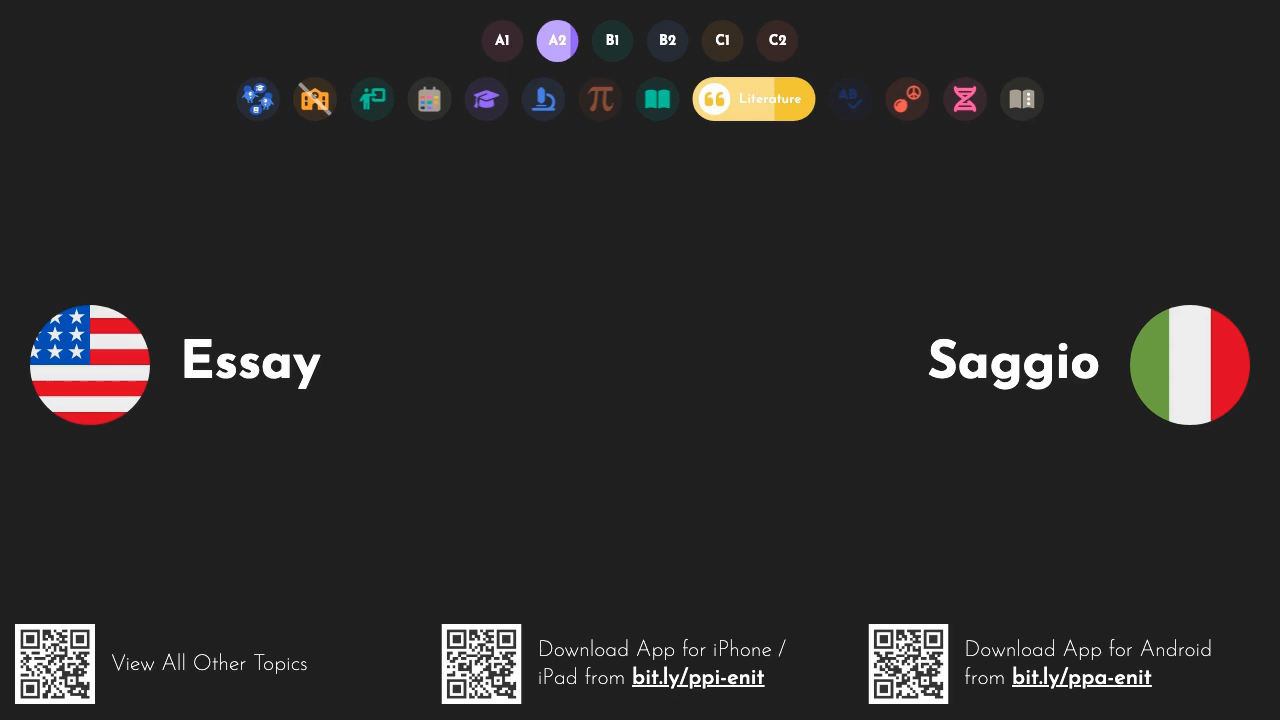 A1 A2 B1 B2 C1 C2
Literature
Essay
Saggio
View All Other Topics
Download App for iPhone /
iPad from bit.ly/ppi-enit
Download App for Android
from bit.ly/ppa-enit